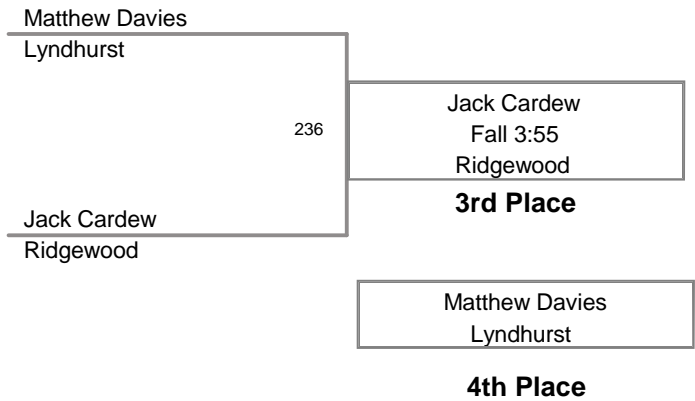 Matthew Davies
Lyndhurst
236
Jack Cardew
Fall 3:55
Ridgewood
3rd Place
Jack Cardew
Ridgewood
Matthew Davies
Lyndhurst
4th Place